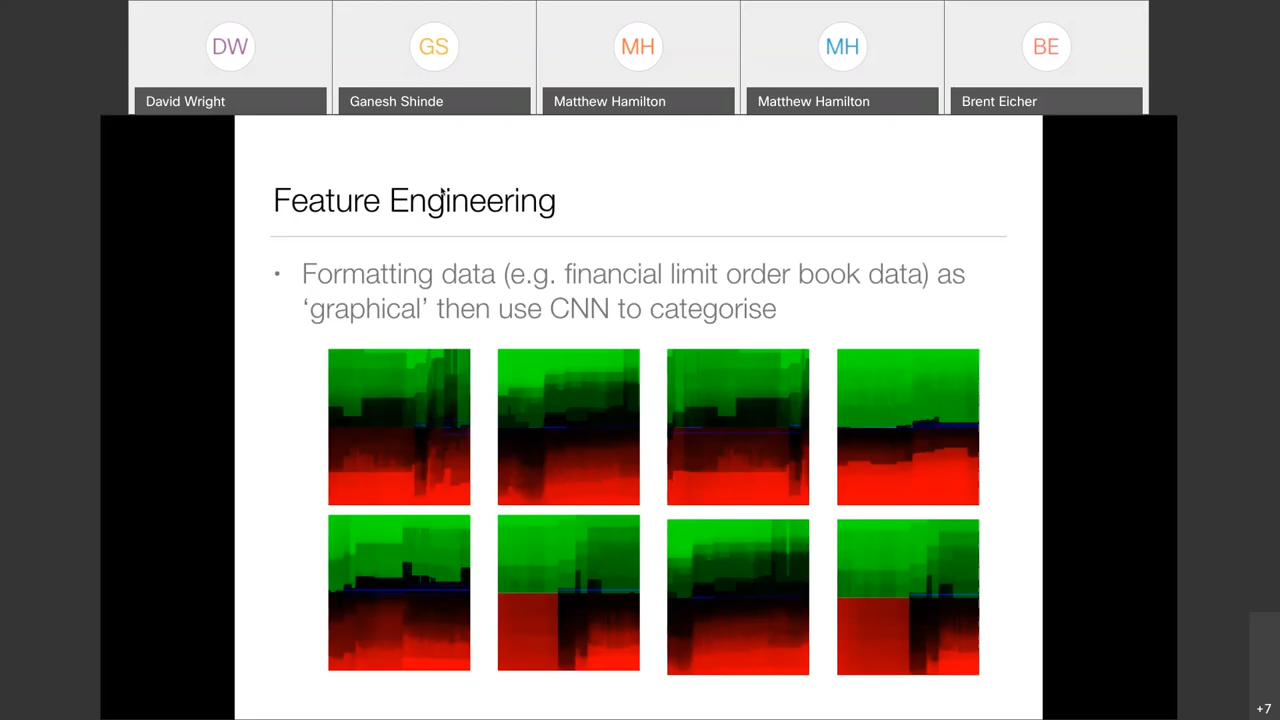 DW
GS
MH
MH
BE
David Wright
Ganesh Shinde
Matthew Hamilton
Matthew Hamilton
Brent Eicher
Feature Engineering
• Formatting data (e.g. financial limit order book data) as
‘graphical’ then use CNN to categorise
+7